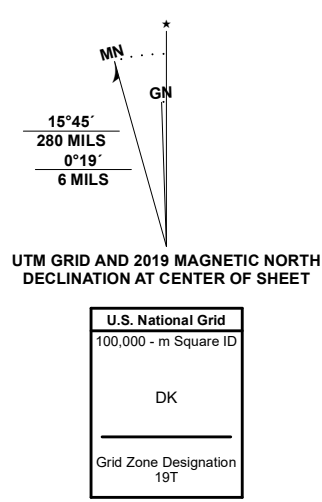 ★
MN
GN
15°45´
280 MILS
0°19´
6 MILS
UTM GRID AND 2019 MAGNETIC NORTH
DECLINATION AT CENTER OF SHEET
U.S. National Grid
100,000 - m Square ID
DK
Grid Zone Designation
19T